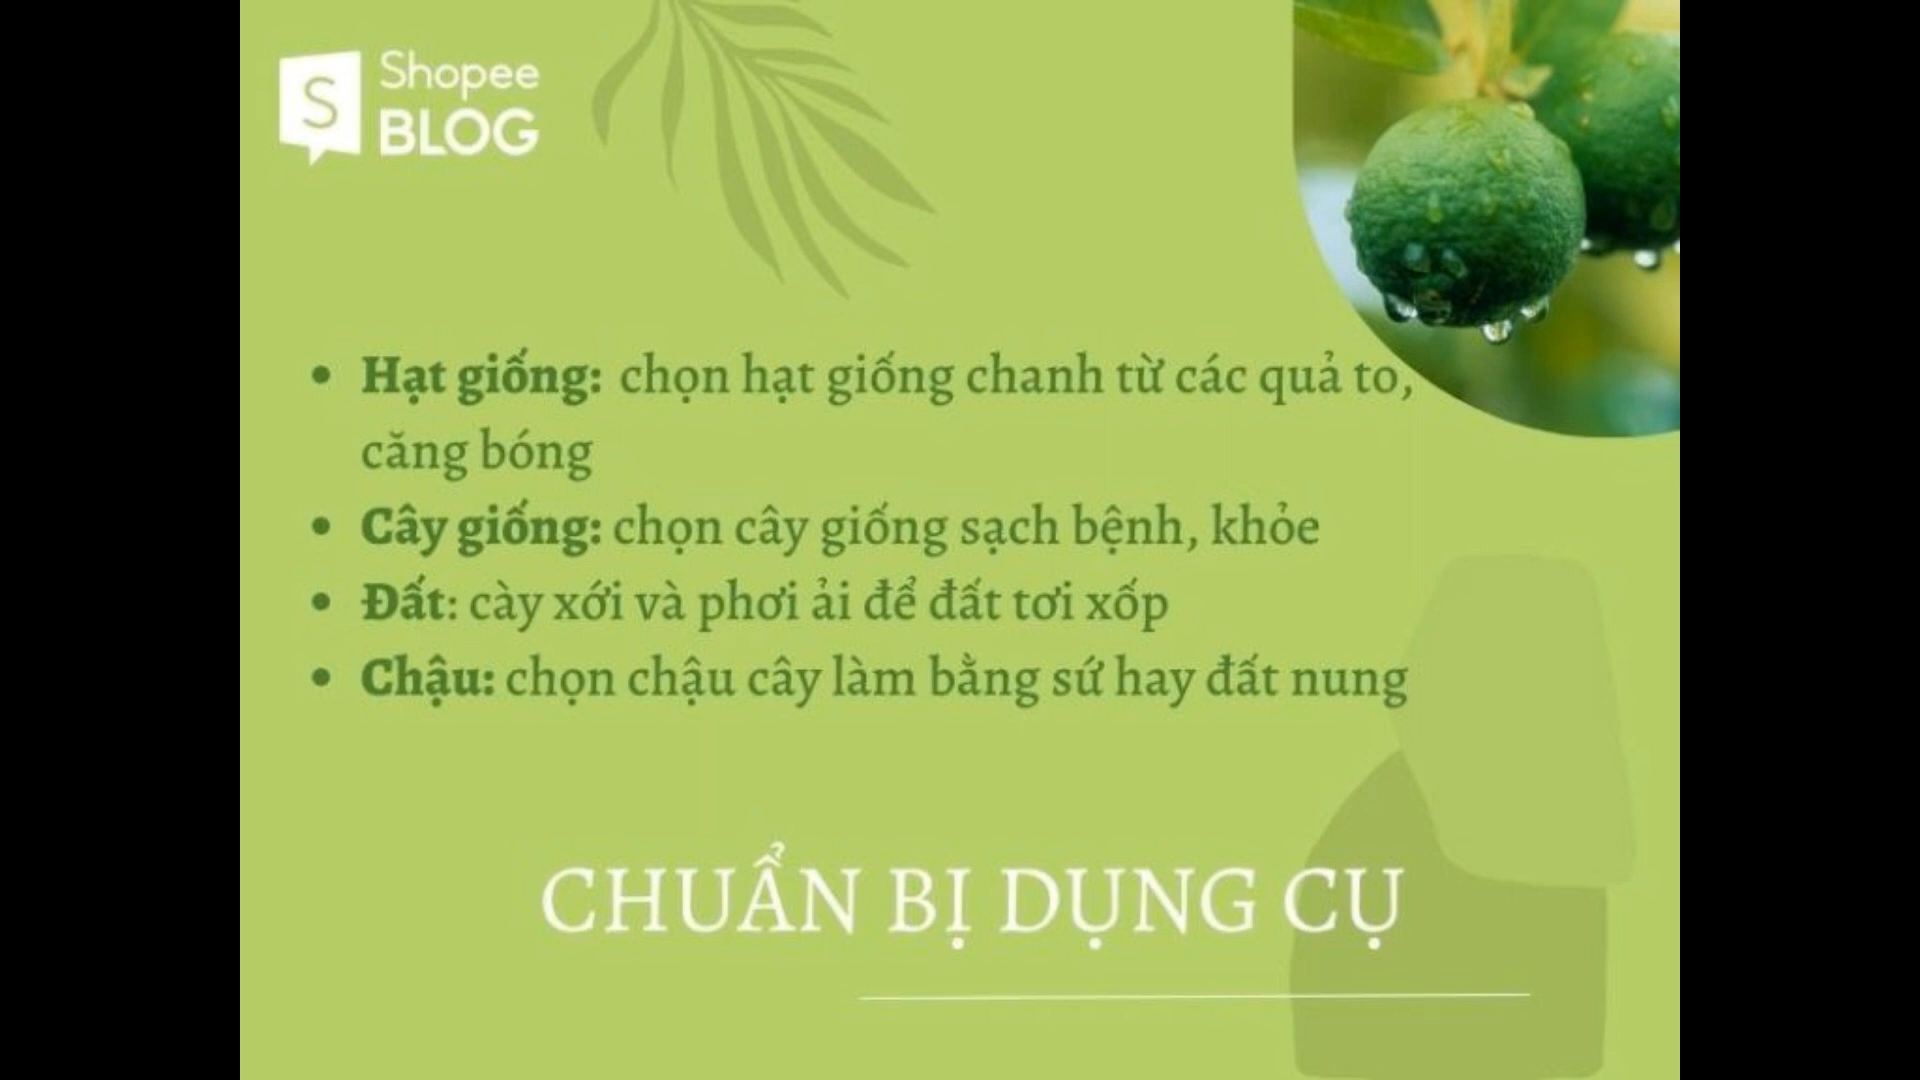 Shopee
BLOG
• Hạt giống: chọn hạt giống chanh từ các quả to,
căng bóng
• Cây giống: chọn cây giống sạch bệnh, khỏe
• Đất: cày xới và phơi ải để đất tơi xốp
• Chậu: chọn chậu cây làm bằng sứ hay đất nung
CHUẨN BỊ DỤNG CỤ